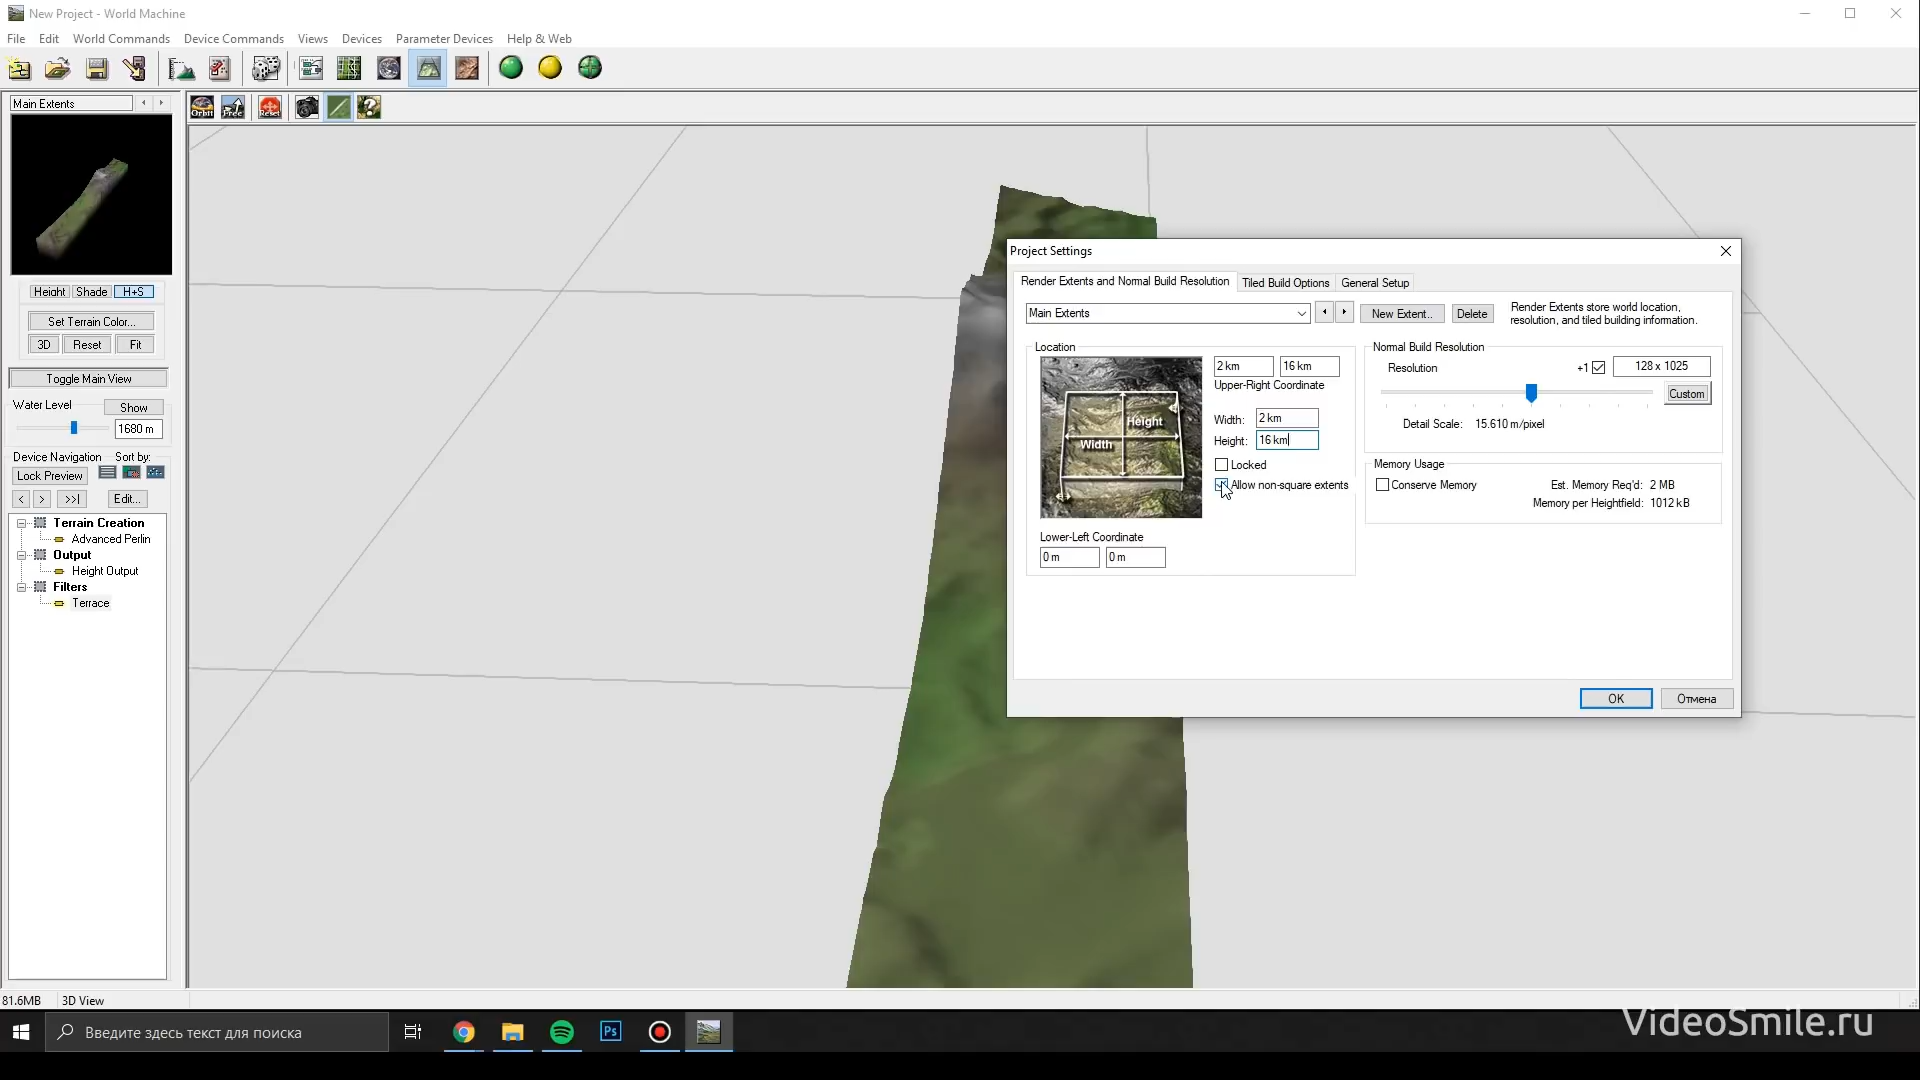 New Project - World Machine
File Edit World Commands Device Commands Views Devices Parameter Devices Help & Web
Main Extents
Orbit Free Reset
Height Shade H+S
Set Terrain Color...
3D Reset Fit
Toggle Main View
Water Level Show
1680 m
Device Navigation Sort by:
Lock Preview
< > >>| Edit...
Terrain Creation
Advanced Perlin
Output
Height Output
Filters
Terrace
Project Settings
Render Extents and Normal Build Resolution Tiled Build Options General Setup
Main Extents New Extent.. Delete
Render Extents store world location,
resolution, and tiled building information.
Location
2 km 16 km
Upper-Right Coordinate
Height
Width
Width: 2 km
Height: 16 km
Locked
Allow non-square extents
Lower-Left Coordinate
0 m 0 m
Normal Build Resolution
Resolution +1 128 x 1025
Custom
Detail Scale: 15.610 m/pixel
Memory Usage
Conserve Memory Est. Memory Req'd: 2 MB
Memory per Heightfield: 1012 kB
OK Отмена
81.6MB 3D View
Введите здесь текст для поиска
Ps
VideoSmile.ru